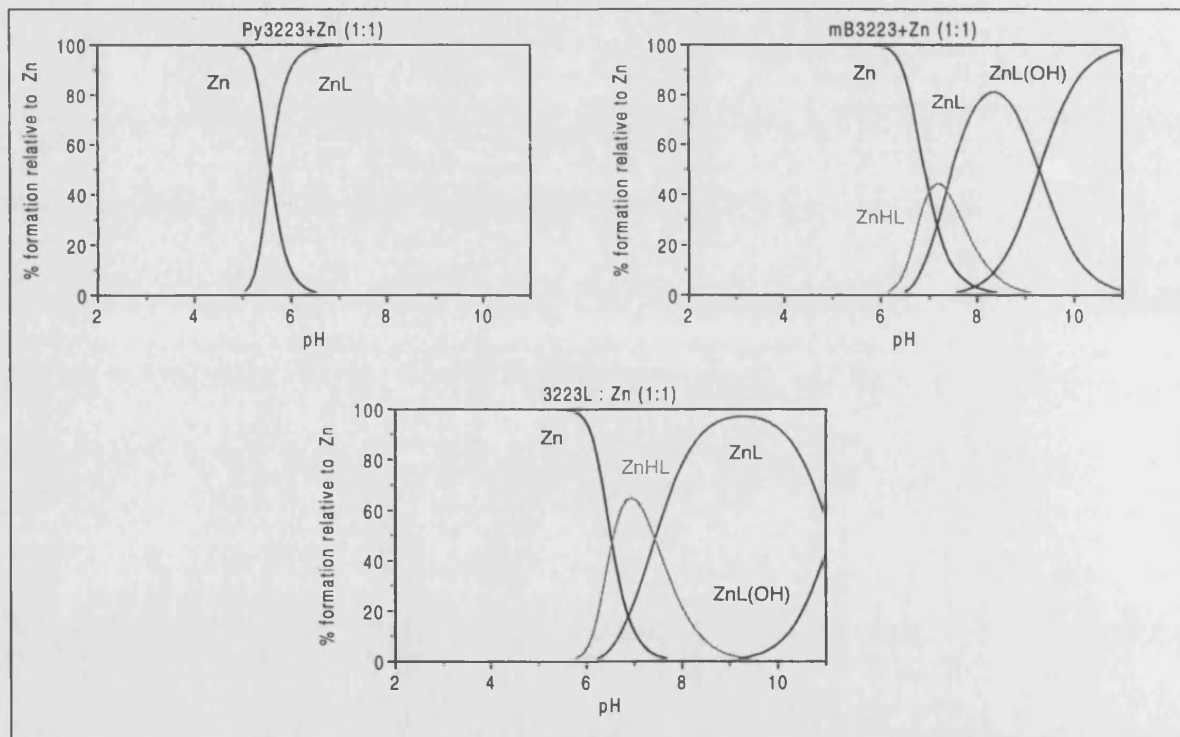 Py3223+Zn (1:1)
% formation relative to Zn
100
80
60
40
20
0
Zn
ZnL
2 4 6 8 10
pH
mB3223+Zn (1:1)
% formation relative to Zn
100
80
60
40
20
0
Zn
ZnL
ZnL(OH)
ZnHL
2 4 6 8 10
pH
3223L : Zn (1:1)
% formation relative to Zn
100
80
60
40
20
0
Zn
ZnHL
ZnL
ZnL(OH)
2 4 6 8 10
pH